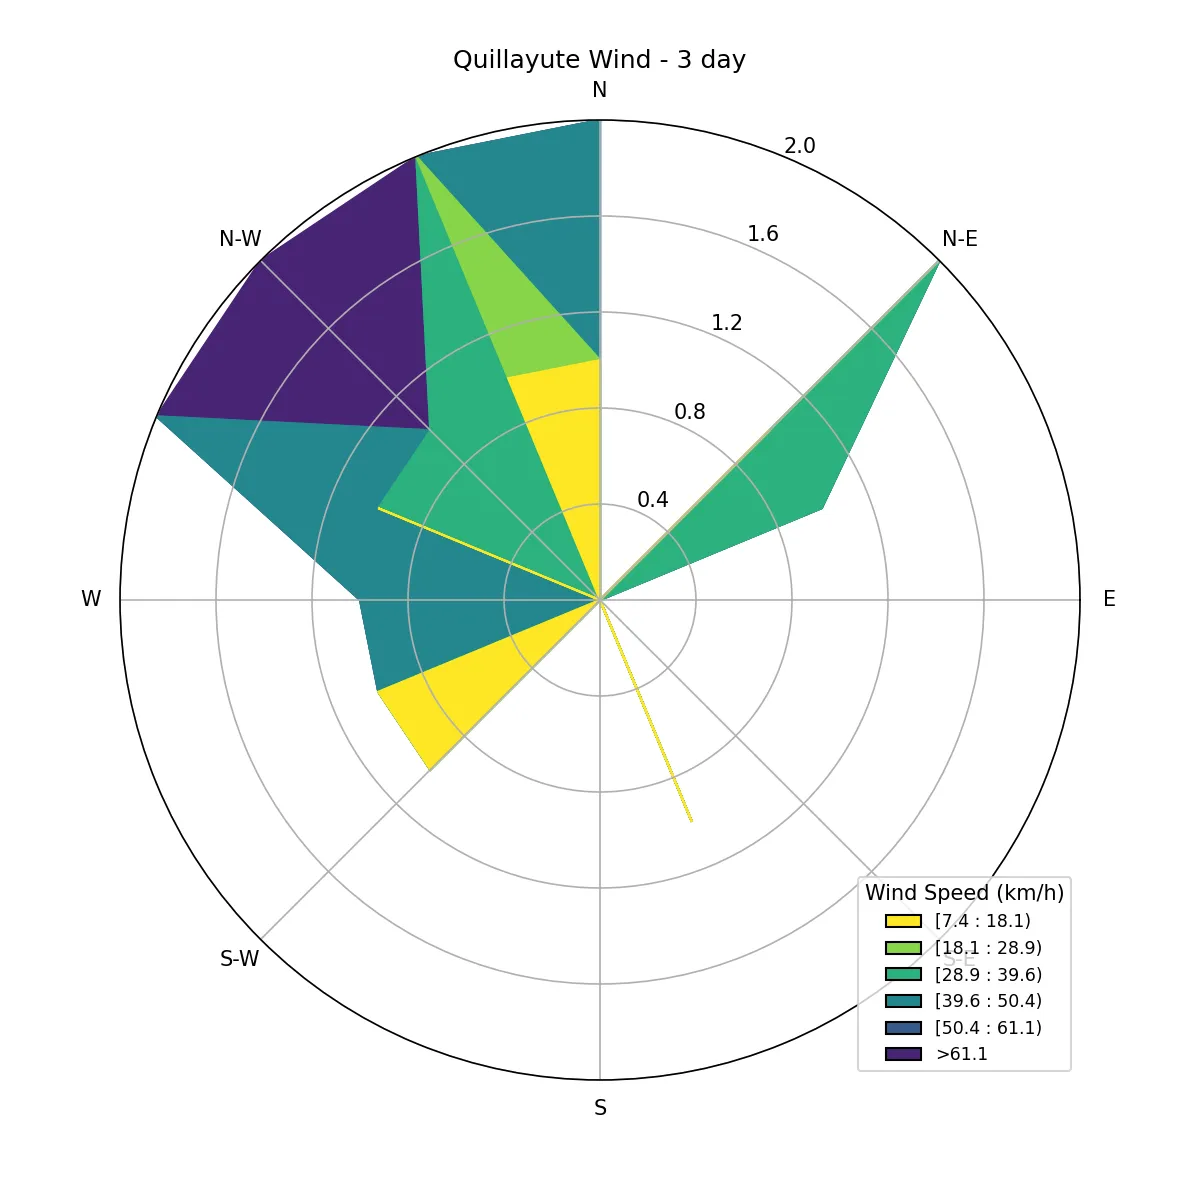 Quillayute Wind - 3 day
N
2.0
N-W
1.6
N-E
1.2
0.8
0.4
W
E
S-W
S-E
S
Wind Speed (km/h)
[7.4 : 18.1)
[18.1 : 28.9)
[28.9 : 39.6)
[39.6 : 50.4)
[50.4 : 61.1)
>61.1